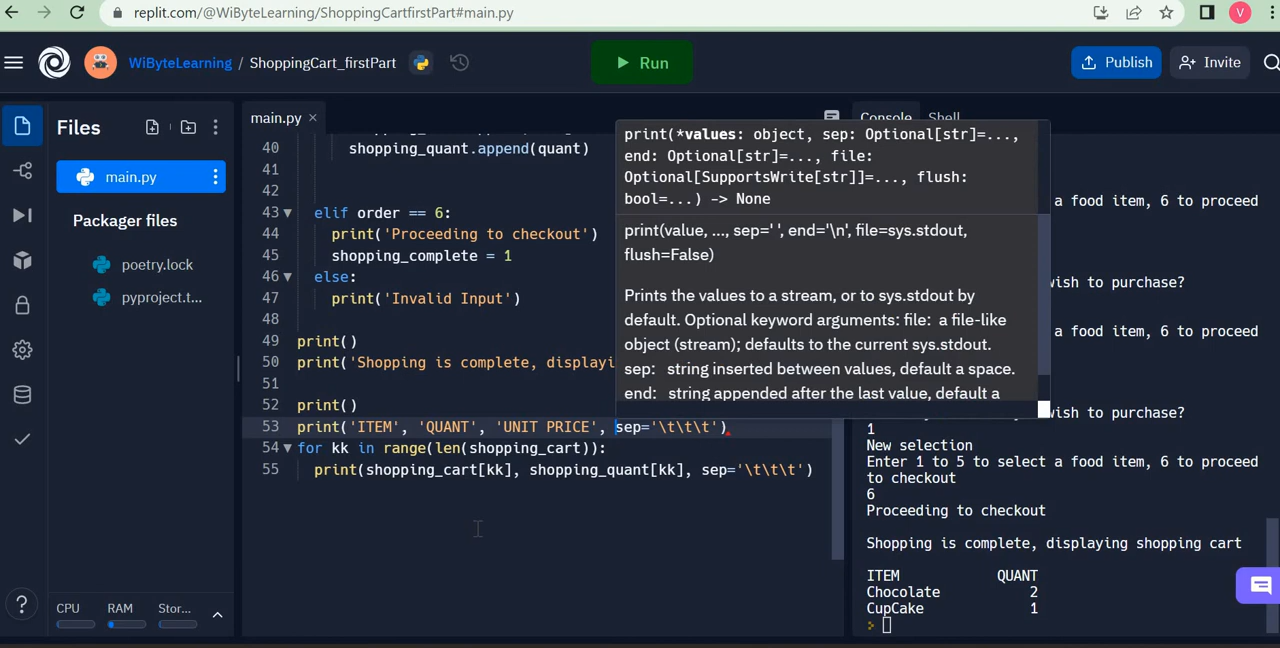 replit.com/@WiByteLearning/ShoppingCartfirstPart#main.py
V
WiByteLearning / ShoppingCart_firstPart
Run
Publish
Invite
Files
main.py
Packager files
poetry.lock
pyproject.t...
CPU RAM Stor...
?
main.py ×
40 shopping_quant.append(quant)
41
42
43 elif order == 6:
44 print('Proceeding to checkout')
45 shopping_complete = 1
46 else:
47 print('Invalid Input')
48
49 print()
50 print('Shopping is complete, displayi
51
52 print()
53 print('ITEM', 'QUANT', 'UNIT PRICE', sep='\t\t\t')
54 for kk in range(len(shopping_cart)):
55 print(shopping_cart[kk], shopping_quant[kk], sep='\t\t\t')
print(*values: object, sep: Optional[str]=...,
end: Optional[str]=..., file:
Optional[SupportsWrite[str]]=..., flush:
bool=...) -> None
print(value, ..., sep=' ', end='\n', file=sys.stdout,
flush=False)
Prints the values to a stream, or to sys.stdout by
default. Optional keyword arguments: file: a file-like
object (stream); defaults to the current sys.stdout.
sep: string inserted between values, default a space.
end: string appended after the last value, default a
Console Shell
a food item, 6 to proceed
ish to purchase?
a food item, 6 to proceed
wish to purchase?
1
New selection
Enter 1 to 5 to select a food item, 6 to proceed
to checkout
6
Proceeding to checkout
Shopping is complete, displaying shopping cart
ITEM QUANT
Chocolate 2
CupCake 1
>